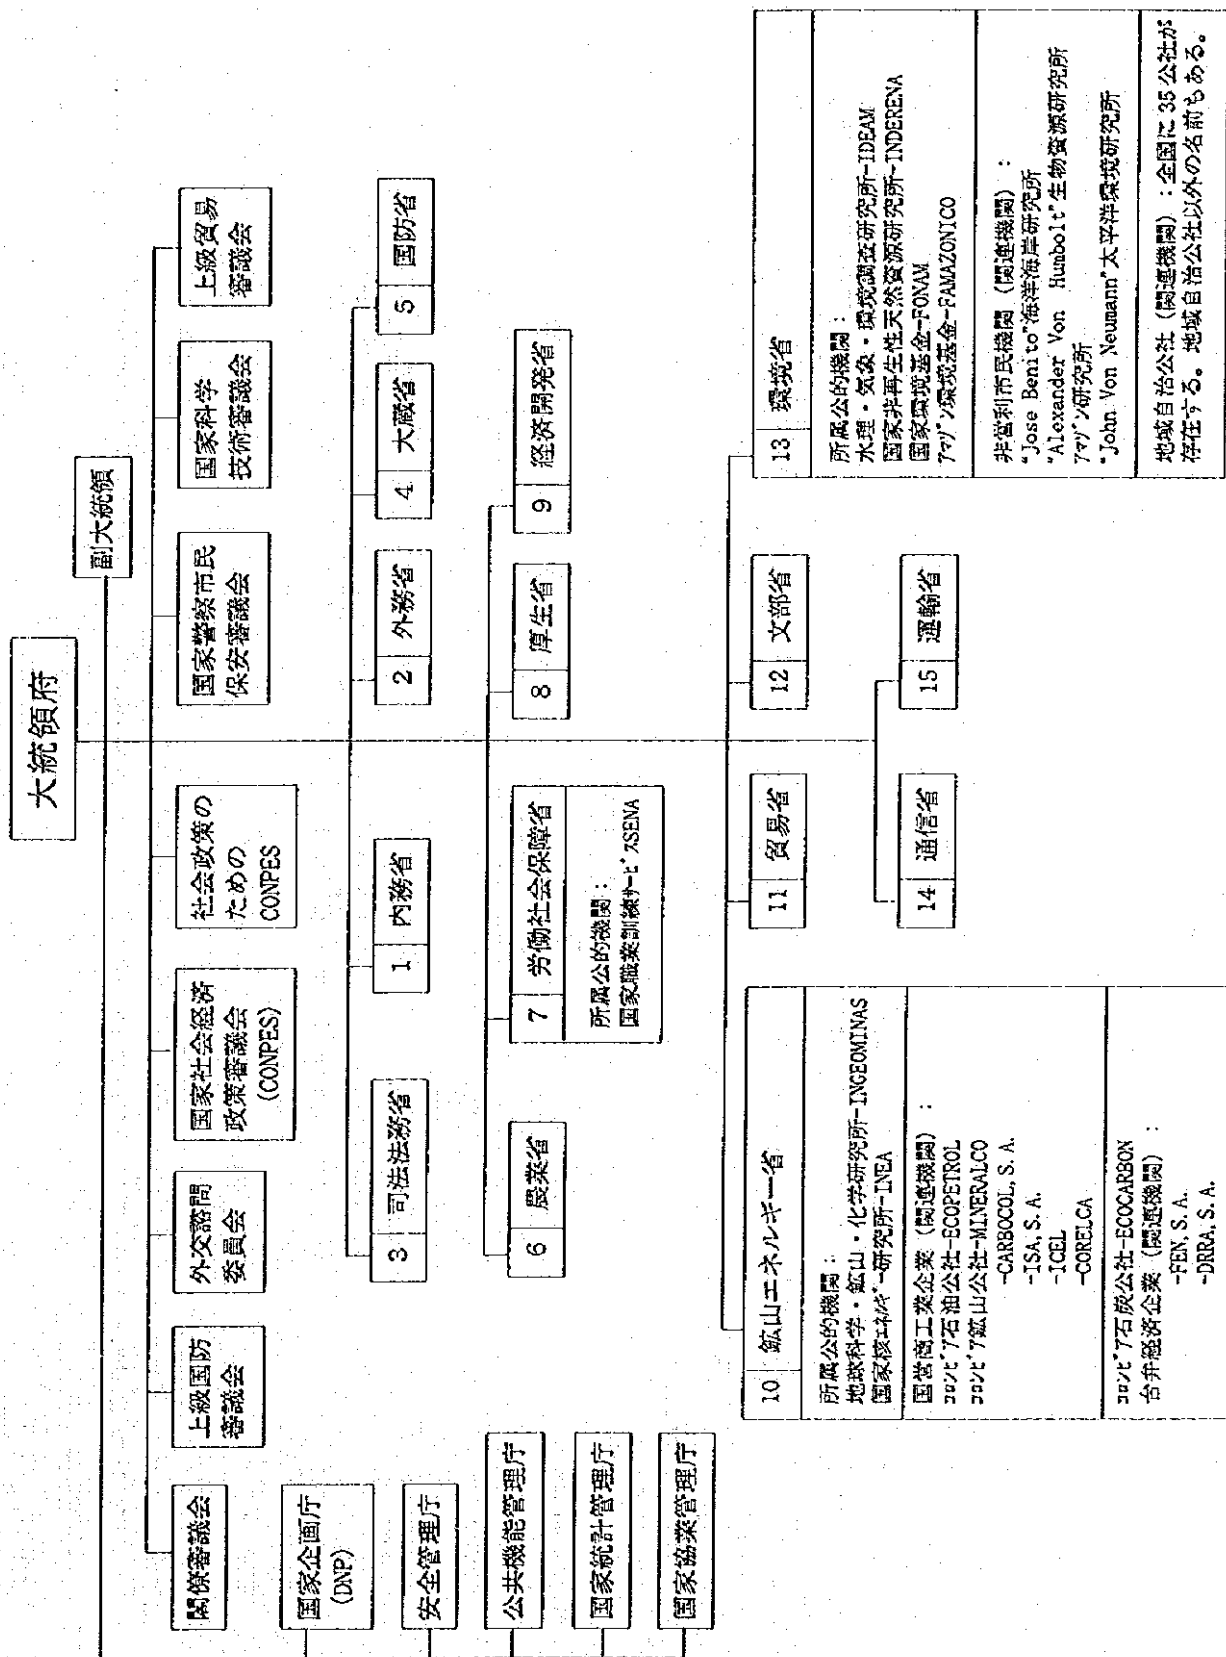 大統領府
副大統領
閣僚審議会
上級国防
審議会
外交諮問
委員会
国家社会経済
政策審議会
(CONPES)
社会政策の
ための
CONPES
国家警察市民
保安審議会
国家科学
技術審議会
上級貿易
審議会
国家企画庁
(DNP)
安全管理庁
公共機能管理庁
国家統計管理庁
国家協業管理庁
3 司法法務省
1 内務省
2 外務省
4 大蔵省
5 国防省
6 農業省
7 労働社会保障省
所属公的機関：
国家職業訓練ｻｰﾋﾞｽSENA
8 厚生省
9 経済開発省
10 鉱山エネルギー省
所属公的機関：
地球科学・鉱山・化学研究所-INGEOMINAS
国家核ｴﾈﾙｷﾞｰ研究所-INEA
国営商工業企業（関連機関）：
ｺﾛﾝﾋﾞｱ石油公社-ECOPETROL
ｺﾛﾝﾋﾞｱ鉱山公社-MINERALCO
-CARBOCOL,S.A.
-ISA,S.A.
-ICEL
-CORELCA
ｺﾛﾝﾋﾞｱ石炭公社-ECOCARBON
合弁経済企業（関連機関）：
-FEN,S.A.
-DRRA,S.A.
11 貿易省
12 文部省
13 環境省
所属公的機関：
水理・気象・環境調査研究所-IDEAM
国家非再生性天然資源研究所-INDERENA
国家環境基金-FONAM
ｱﾏｿﾞﾝ環境基金-FAMAZONICO
非営利市民機関（関連機関）：
"Jose Benito"海洋海岸研究所
"Alexander Von Humbolt"生物資源研究所
ｱﾏｿﾞﾝ研究所
"John Von Neumann"太平洋環境研究所
地域自治公社（関連機関）：全国に35公社が
存在する。地域自治公社以外の名前もある。
14 通信省
15 運輸省